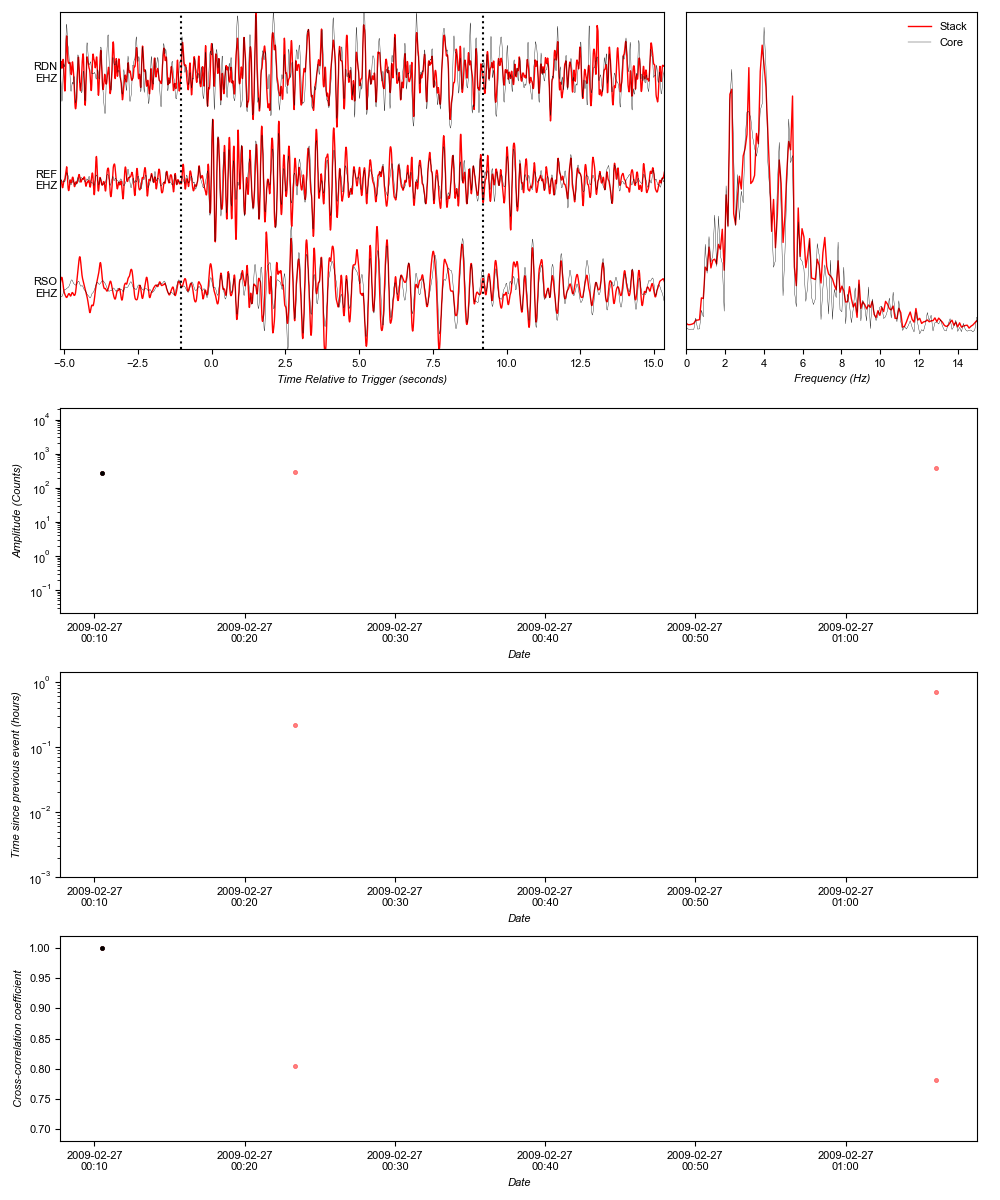 RDN
EHZ
REF
EHZ
RSO
EHZ
−5.0 −2.5 0.0 2.5 5.0 7.5 10.0 12.5 15.0
Time Relative to Trigger (seconds)
Stack
Core
0 2 4 6 8 10 12 14
Frequency (Hz)
10⁴
10³
10²
10¹
10⁰
10⁻¹
Amplitude (Counts)
2009-02-27 2009-02-27 2009-02-27 2009-02-27 2009-02-27 2009-02-27
00:10 00:20 00:30 00:40 00:50 01:00
Date
10⁰
10⁻¹
10⁻²
10⁻³
Time since previous event (hours)
2009-02-27 2009-02-27 2009-02-27 2009-02-27 2009-02-27 2009-02-27
00:10 00:20 00:30 00:40 00:50 01:00
Date
1.00
0.95
0.90
0.85
0.80
0.75
0.70
Cross-correlation coefficient
2009-02-27 2009-02-27 2009-02-27 2009-02-27 2009-02-27 2009-02-27
00:10 00:20 00:30 00:40 00:50 01:00
Date